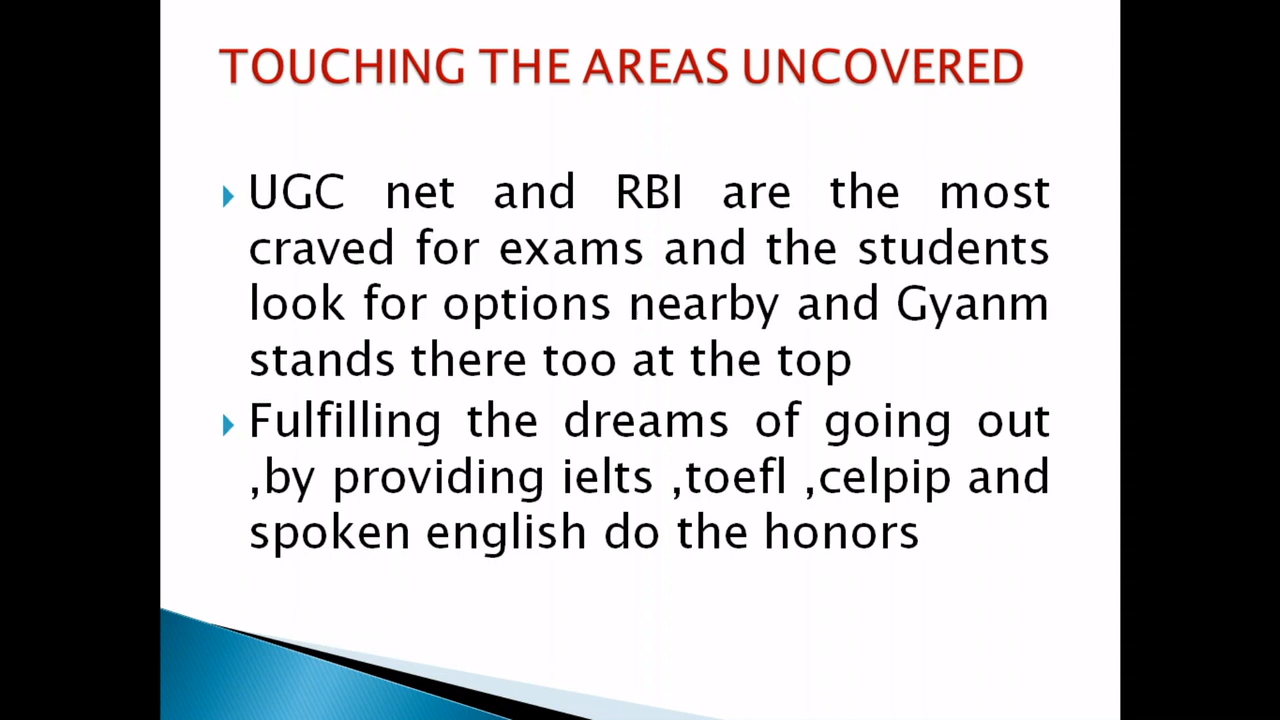 TOUCHING THE AREAS UNCOVERED
UGC net and RBI are the most
craved for exams and the students
look for options nearby and Gyanm
stands there too at the top
Fulfilling the dreams of going out
,by providing ielts ,toefl ,celpip and
spoken english do the honors